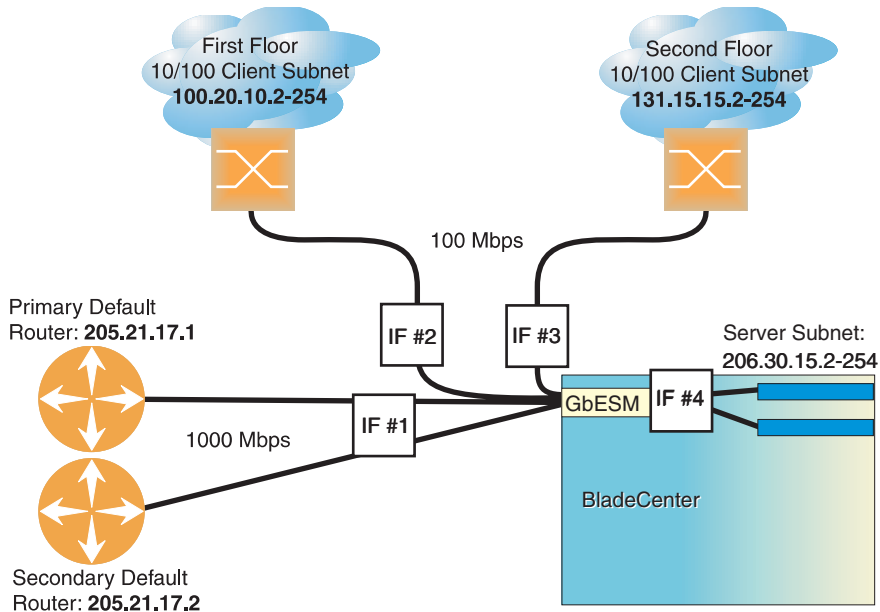 First Floor
10/100 Client Subnet
100.20.10.2-254
Second Floor
10/100 Client Subnet
131.15.15.2-254
100 Mbps
Primary Default
Router: 205.21.17.1
IF #2
IF #3
Server Subnet:
206.30.15.2-254
GbESM
IF #4
IF #1
1000 Mbps
BladeCenter
Secondary Default
Router: 205.21.17.2